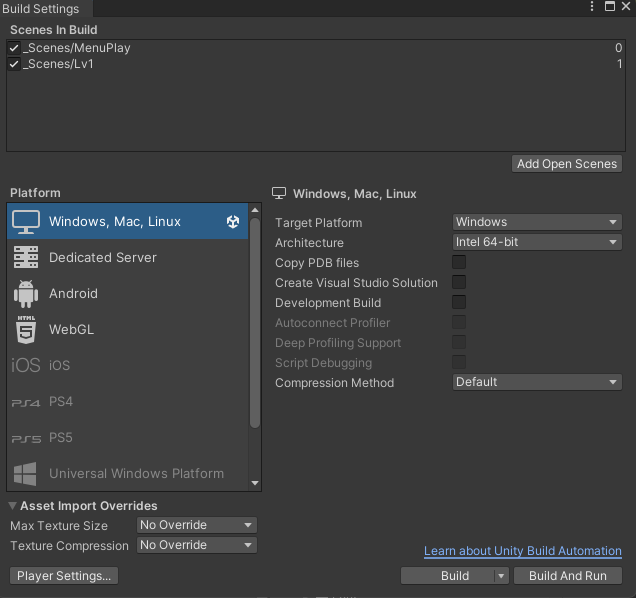 Build Settings
Scenes In Build
_Scenes/MenuPlay 0
_Scenes/Lv1 1
Add Open Scenes
Platform
Windows, Mac, Linux
Dedicated Server
Android
HTML 5 WebGL
iOS iOS
PS4 PS4
PS5 PS5
Universal Windows Platform
Windows, Mac, Linux
Target Platform Windows
Architecture Intel 64-bit
Copy PDB files
Create Visual Studio Solution
Development Build
Autoconnect Profiler
Deep Profiling Support
Script Debugging
Compression Method Default
Asset Import Overrides
Max Texture Size No Override
Texture Compression No Override
Learn about Unity Build Automation
Player Settings...
Build
Build And Run